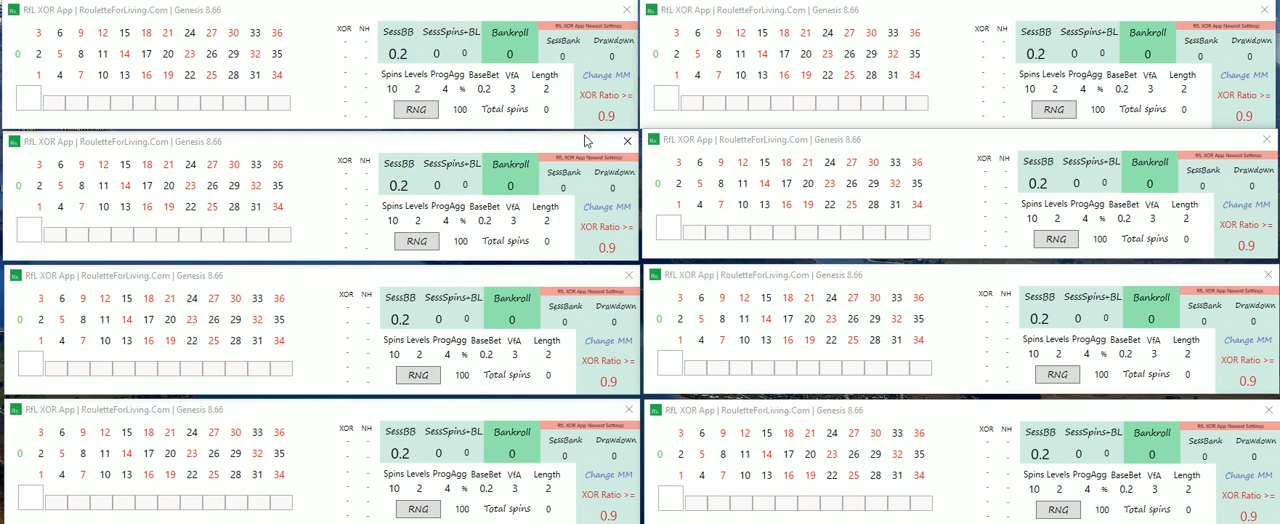 RfL XOR App | RouletteForLiving.Com | Genesis 8.66
3 6 9 12 15 18 21 24 27 30 33 36
0 2 5 8 11 14 17 20 23 26 29 32 35
1 4 7 10 13 16 19 22 25 28 31 34
XOR NH
SessBB SessSpins+BL Bankroll
0.2 0 0 0
RfL XOR App Newest Settings
SessBank Drawdown
0 0
Spins Levels ProgAgg BaseBet VfA Length
10 2 4 % 0.2 3 2
RNG 100 Total spins 0
Change MM
XOR Ratio >=
0.9
RfL XOR App | RouletteForLiving.Com | Genesis 8.66
3 6 9 12 15 18 21 24 27 30 33 36
0 2 5 8 11 14 17 20 23 26 29 32 35
1 4 7 10 13 16 19 22 25 28 31 34
XOR NH
SessBB SessSpins+BL Bankroll
0.2 0 0 0
RfL XOR App Newest Settings
SessBank Drawdown
0 0
Spins Levels ProgAgg BaseBet VfA Length
10 2 4 % 0.2 3 2
RNG 100 Total spins 0
Change MM
XOR Ratio >=
0.9
RfL XOR App | RouletteForLiving.Com | Genesis 8.66
3 6 9 12 15 18 21 24 27 30 33 36
0 2 5 8 11 14 17 20 23 26 29 32 35
1 4 7 10 13 16 19 22 25 28 31 34
XOR NH
SessBB SessSpins+BL Bankroll
0.2 0 0 0
RfL XOR App Newest Settings
SessBank Drawdown
0 0
Spins Levels ProgAgg BaseBet VfA Length
10 2 4 % 0.2 3 2
RNG 100 Total spins 0
Change MM
XOR Ratio >=
0.9
RfL XOR App | RouletteForLiving.Com | Genesis 8.66
3 6 9 12 15 18 21 24 27 30 33 36
0 2 5 8 11 14 17 20 23 26 29 32 35
1 4 7 10 13 16 19 22 25 28 31 34
XOR NH
SessBB SessSpins+BL Bankroll
0.2 0 0 0
RfL XOR App Newest Settings
SessBank Drawdown
0 0
Spins Levels ProgAgg BaseBet VfA Length
10 2 4 % 0.2 3 2
RNG 100 Total spins 0
Change MM
XOR Ratio >=
0.9
RfL XOR App | RouletteForLiving.Com | Genesis 8.66
3 6 9 12 15 18 21 24 27 30 33 36
0 2 5 8 11 14 17 20 23 26 29 32 35
1 4 7 10 13 16 19 22 25 28 31 34
XOR NH
SessBB SessSpins+BL Bankroll
0.2 0 0 0
RfL XOR App Newest Settings
SessBank Drawdown
0 0
Spins Levels ProgAgg BaseBet VfA Length
10 2 4 % 0.2 3 2
RNG 100 Total spins 0
Change MM
XOR Ratio >=
0.9
RfL XOR App | RouletteForLiving.Com | Genesis 8.66
3 6 9 12 15 18 21 24 27 30 33 36
0 2 5 8 11 14 17 20 23 26 29 32 35
1 4 7 10 13 16 19 22 25 28 31 34
XOR NH
SessBB SessSpins+BL Bankroll
0.2 0 0 0
RfL XOR App Newest Settings
SessBank Drawdown
0 0
Spins Levels ProgAgg BaseBet VfA Length
10 2 4 % 0.2 3 2
RNG 100 Total spins 0
Change MM
XOR Ratio >=
0.9
RfL XOR App | RouletteForLiving.Com | Genesis 8.66
3 6 9 12 15 18 21 24 27 30 33 36
0 2 5 8 11 14 17 20 23 26 29 32 35
1 4 7 10 13 16 19 22 25 28 31 34
XOR NH
SessBB SessSpins+BL Bankroll
0.2 0 0 0
RfL XOR App Newest Settings
SessBank Drawdown
0 0
Spins Levels ProgAgg BaseBet VfA Length
10 2 4 % 0.2 3 2
RNG 100 Total spins 0
Change MM
XOR Ratio >=
0.9
RfL XOR App | RouletteForLiving.Com | Genesis 8.66
3 6 9 12 15 18 21 24 27 30 33 36
0 2 5 8 11 14 17 20 23 26 29 32 35
1 4 7 10 13 16 19 22 25 28 31 34
XOR NH
SessBB SessSpins+BL Bankroll
0.2 0 0 0
RfL XOR App Newest Settings
SessBank Drawdown
0 0
Spins Levels ProgAgg BaseBet VfA Length
10 2 4 % 0.2 3 2
RNG 100 Total spins 0
Change MM
XOR Ratio >=
0.9